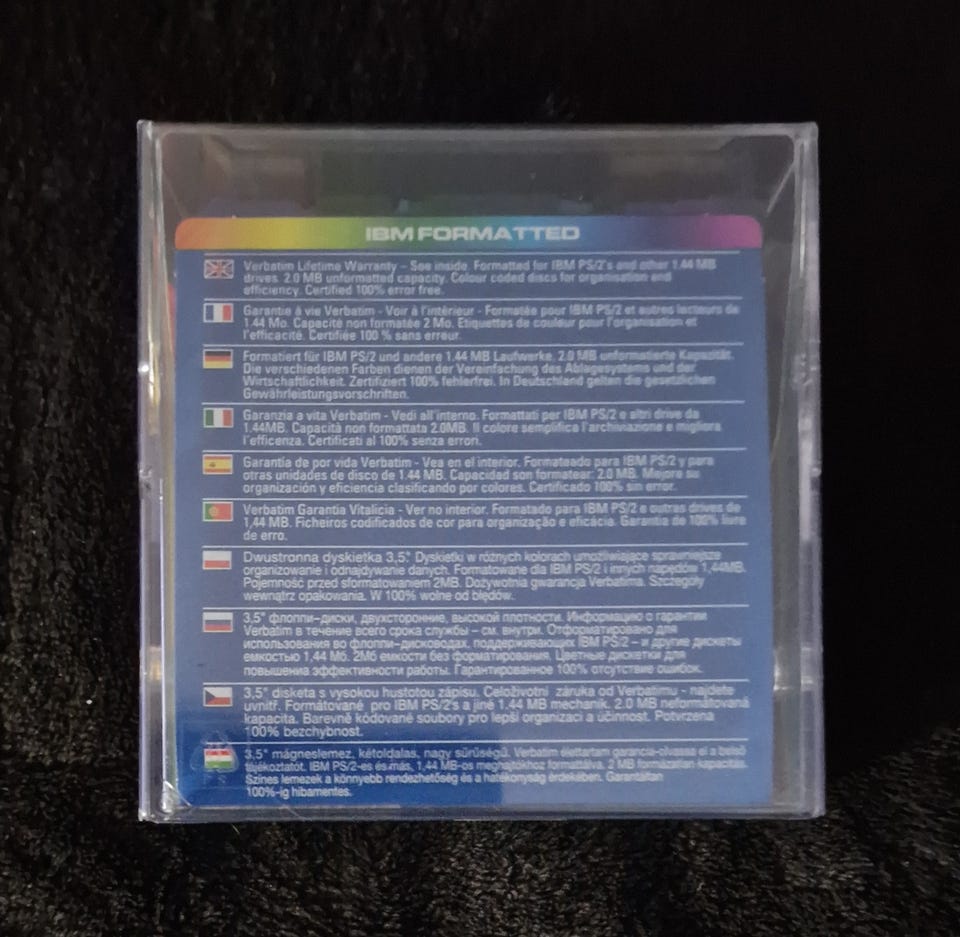 IBM FORMATTED
Verbatim Lifetime Warranty – See inside. Formatted for IBM PS/2's and other 1.44 MB
drives. 2.0 MB unformatted capacity. Colour coded discs for organisation and
efficiency. Certified 100% error free.
Garantie à vie Verbatim - Voir à l'intérieur - Formatée pour IBM PS/2 et autres lecteurs de
1.44 Mo. Capacité non formatée 2 Mo. Etiquettes de couleur pour l'organisation et
l'efficacité. Certifiée 100 % sans erreur.
Formatiert für IBM PS/2 und andere 1.44 MB Laufwerke. 2.0 MB unformatierte Kapazität.
Die verschiedenen Farben dienen der Vereinfachung des Ablagesystems und der
Wirtschaftlichkeit. Zertifiziert 100% fehlerfrei. In Deutschland gelten die gesetzlichen
Gewährleistungsvorschriften.
Garanzia a vita Verbatim - Vedi all'interno. Formattati per IBM PS/2 e altri drive da
1.44MB. Capacità non formattata 2.0MB. Il colore semplifica l'archiviazione e migliora
l'efficenza. Certificati al 100% senza errori.
Garantía de por vida Verbatim - Vea en el interior. Formateado para IBM PS/2 y para
otras unidades de disco de 1.44 MB. Capacidad son formatear 2.0 MB. Mejore su
organización y eficiencia clasificando por colores. Certificado 100% sin error.
Verbatim Garantia Vitalícia - Ver no interior. Formatado para IBM PS/2 e outras drives de
1,44 MB. Ficheiros codificados de cor para organização e eficácia. Garantia de 100% livre
de erro.
Dwustronna dyskietka 3,5." Dyskietki w różnych kolorach umożliwiające sprawniejsze
organizowanie i odnajdywanie danych. Formatowane dla IBM PS/2 i innych napędów 1,44MB.
Pojemność przed sformatowaniem 2MB. Dożywotnia gwarancja Verbatima. Szczegóły
wewnątrz opakowania. W 100% wolne od błędów.
3,5" флоппи–диски, двухсторонние, высокой плотности. Информацию о гарантии
Verbatim в течение всего срока службы – см. внутри. Отформатировано для
использования во флоппи–дисководах, поддерживающих IBM PS/2 – и другие дискеты
емкостью 1,44 Мб. 2Мб емкости без форматирования. Цветные дискетки для
повышения эффективности работы. Гарантированное 100% отсутствие ошибок.
3,5" disketa s vysokou hustotou zápisu. Celoživotní záruka od Verbatimu - najdete
uvnitř. Formátované pro IBM PS/2's a jiné 1.44 MB mechanik. 2.0 MB neformátovaná
kapacita. Barevně kódované soubory pro lepší organizaci a účinnost. Potvrzena
100% bezchybnost.
3,5" mágneslemez, kétoldalas, nagy sűrűségű. Verbatim élettartam garancia-olvassa el a belső
tájékoztatót. IBM PS/2-es és más, 1,44 MB-os meghajtókhoz formattálva. 2 MB formázatlan kapacitás.
Színes lemezek a könnyebb rendezhetőség és a hatékonyság érdekében. Garantáltan
100%-ig hibamentes.